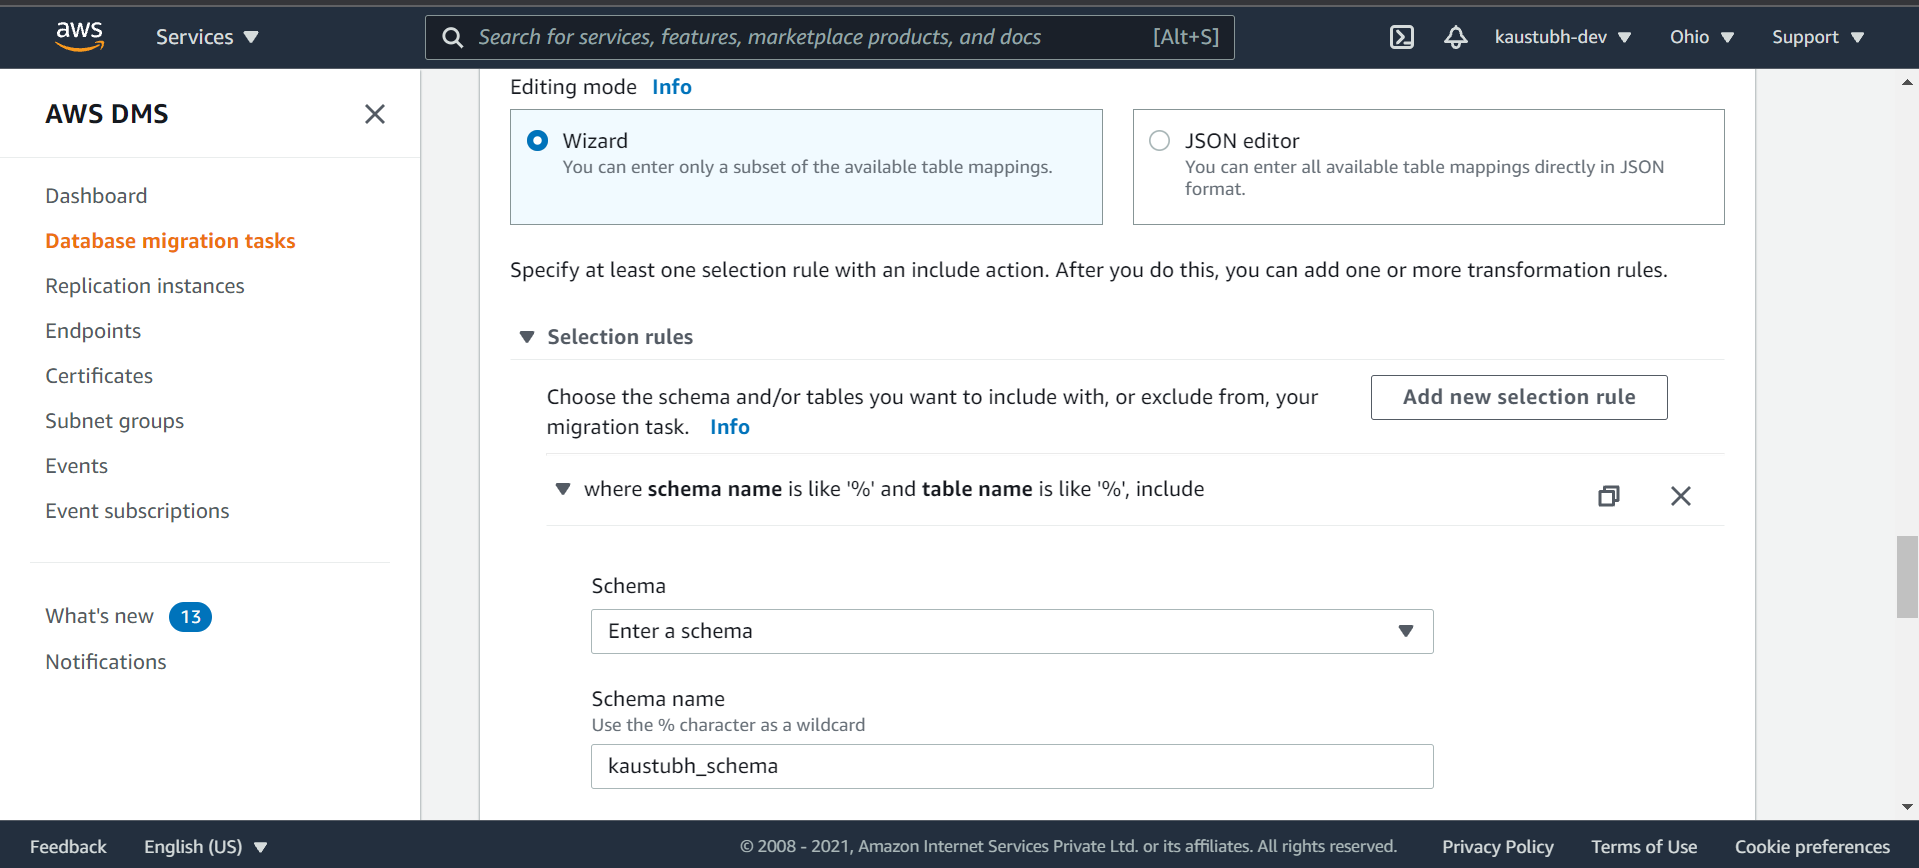 aws
Services
Search for services, features, marketplace products, and docs
[Alt+S]
kaustubh-dev
Ohio
Support
AWS DMS
Dashboard
Database migration tasks
Replication instances
Endpoints
Certificates
Subnet groups
Events
Event subscriptions
What's new 13
Notifications
Editing mode Info
Wizard
You can enter only a subset of the available table mappings.
JSON editor
You can enter all available table mappings directly in JSON
format.
Specify at least one selection rule with an include action. After you do this, you can add one or more transformation rules.
Selection rules
Choose the schema and/or tables you want to include with, or exclude from, your
migration task. Info
Add new selection rule
where schema name is like '%' and table name is like '%', include
Schema
Enter a schema
Schema name
Use the % character as a wildcard
kaustubh_schema
Feedback
English (US)
© 2008 - 2021, Amazon Internet Services Private Ltd. or its affiliates. All rights reserved.
Privacy Policy
Terms of Use
Cookie preferences